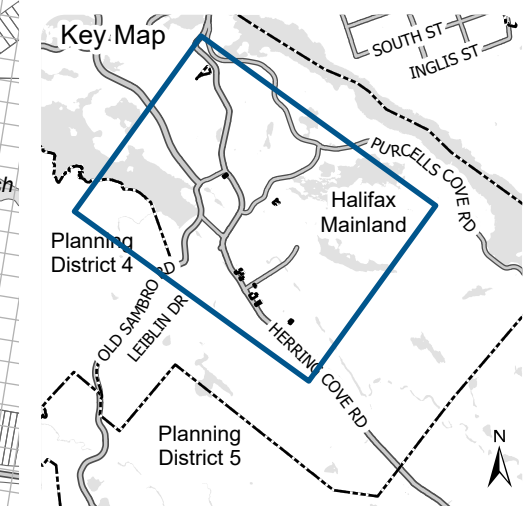 Key Map
SOUTH ST
INGLIS ST
PURCELLS COVE RD
Halifax
Mainland
Planning
District 4
OLD SAMBRO RD
LEIBLIN DR
HERRING COVE RD
Planning
District 5
N